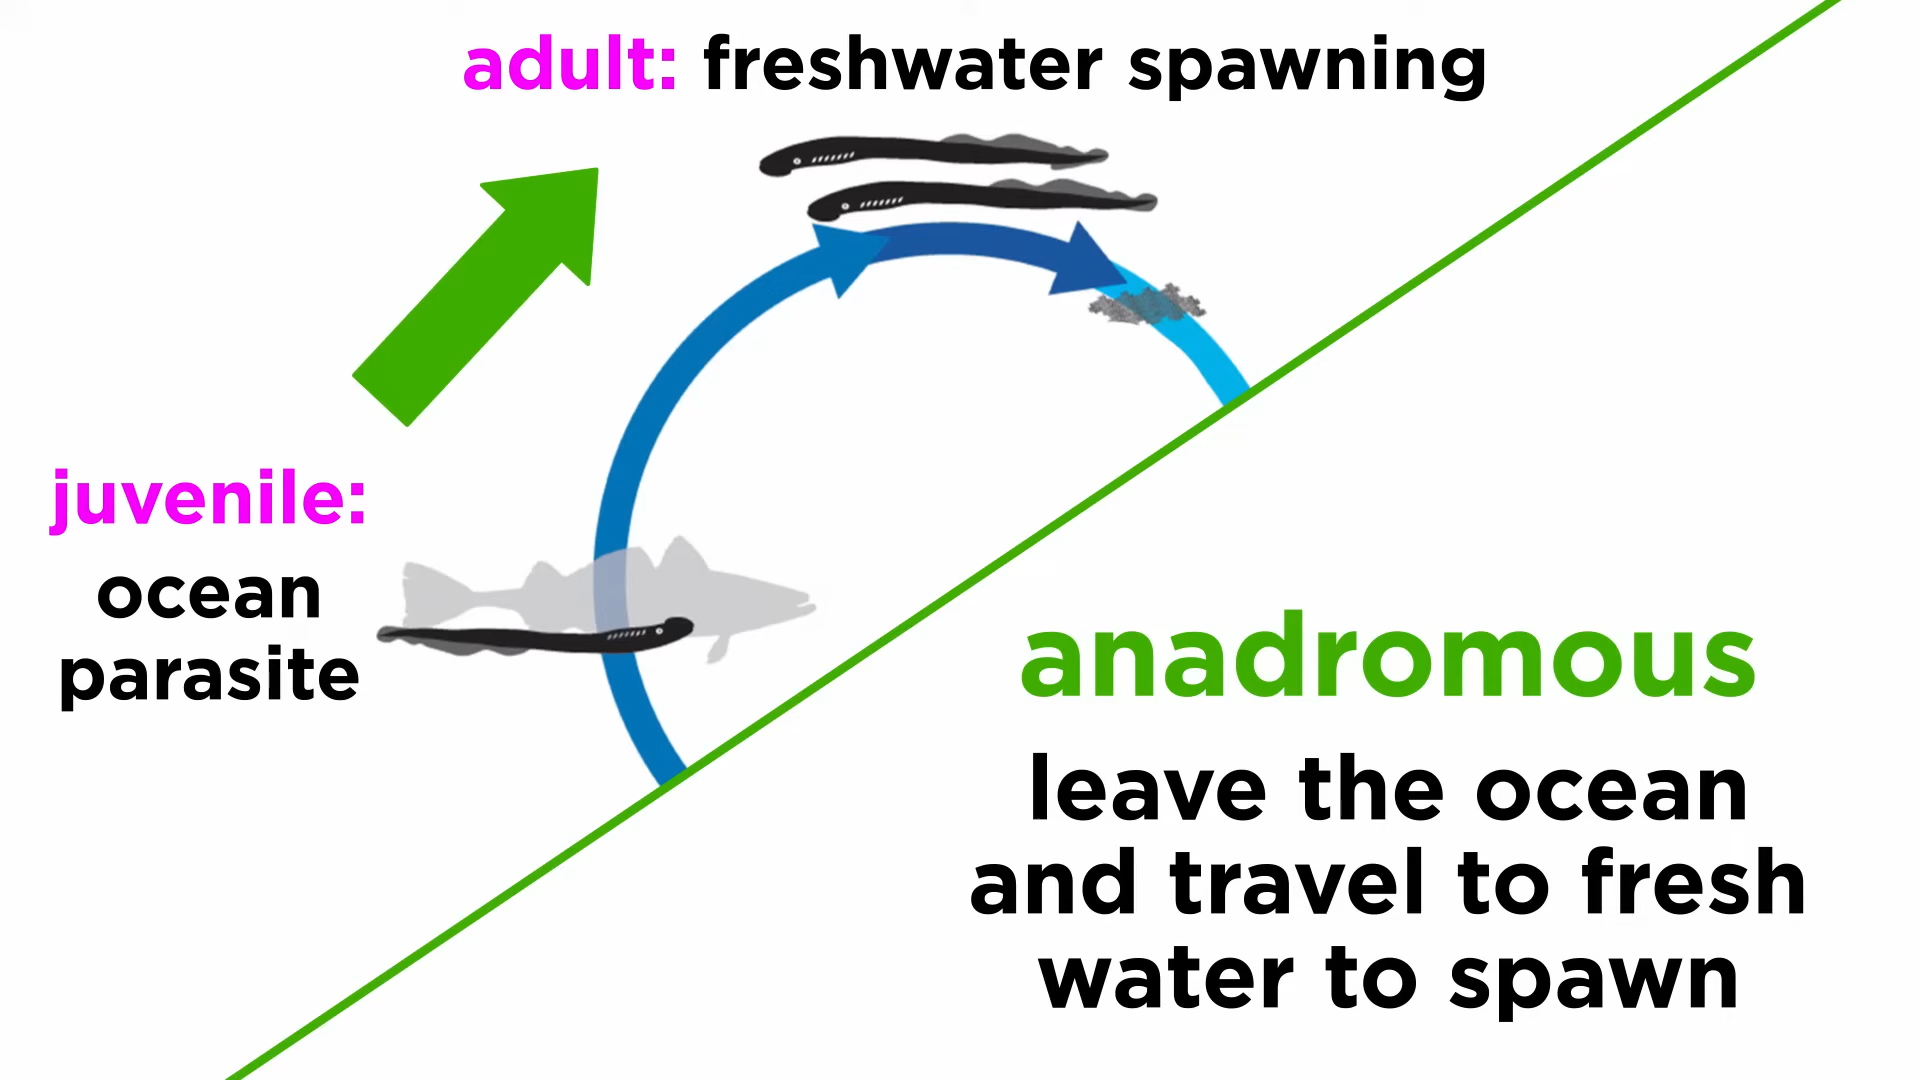 adult: freshwater spawning
juvenile:
ocean
parasite
anadromous
leave the ocean
and travel to fresh
water to spawn